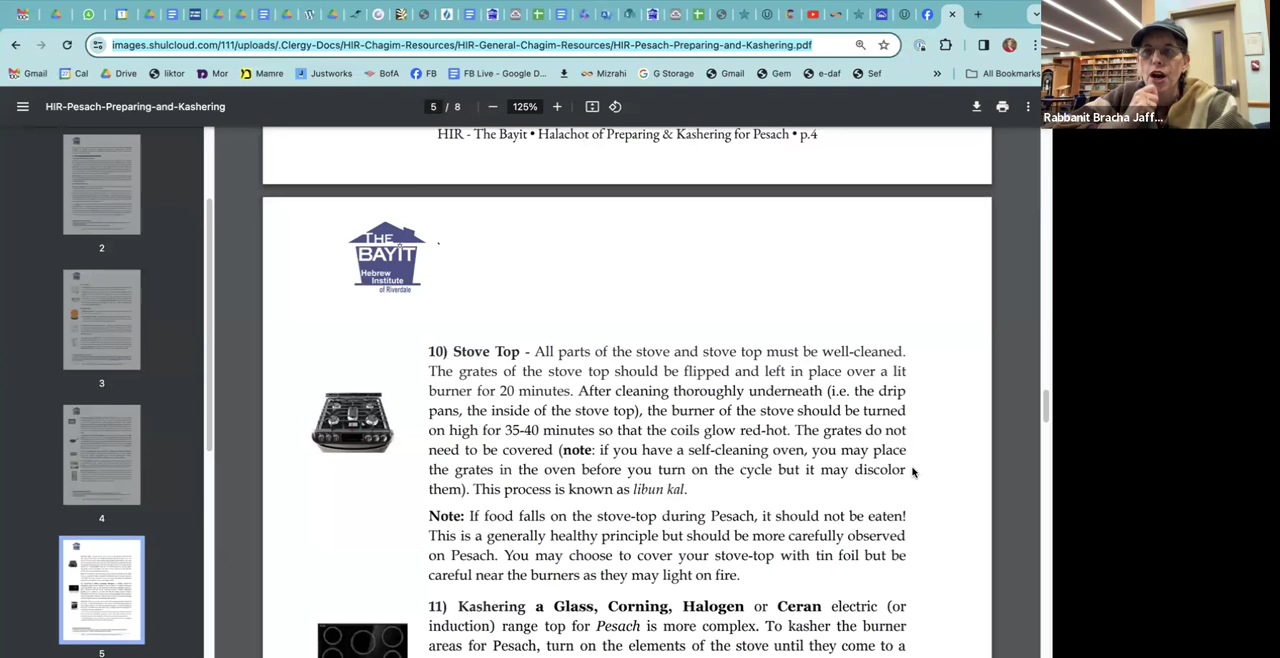 images.shulcloud.com/111/uploads/.Clergy-Docs/HIR-Chagim-Resources/HIR-General-Chagim-Resources/HIR-Pesach-Preparing-and-Kashering.pdf
Gmail Cal Drive liktor Mor Mamre Justworks BofA FB FB Live - Google D... Mizrahi G Storage Gmail Gem e-daf Sef » All Bookmarks
HIR-Pesach-Preparing-and-Kashering 5 / 8 125%
Rabbanit Bracha Jaff...
HIR - The Bayit • Halachot of Preparing & Kashering for Pesach • p.4
2
3
4
5
THE
BAYIT
Hebrew
Institute
of Riverdale
10) Stove Top - All parts of the stove and stove top must be well-cleaned.
The grates of the stove top should be flipped and left in place over a lit
burner for 20 minutes. After cleaning thoroughly underneath (i.e. the drip
pans, the inside of the stove top), the burner of the stove should be turned
on high for 35-40 minutes so that the coils glow red-hot. The grates do not
need to be covered (note: if you have a self-cleaning oven, you may place
the grates in the oven before you turn on the cycle but it may discolor
them). This process is known as libun kal.
Note: If food falls on the stove-top during Pesach, it should not be eaten!
This is a generally healthy principle but should be more carefully observed
on Pesach. You may choose to cover your stove-top with tin foil but be
careful near the burners as they may light on fire.
11) Kashering a Glass, Corning, Halogen or Ceran electric (or
induction) range top for Pesach is more complex. To kasher the burner
areas for Pesach, turn on the elements of the stove until they come to a